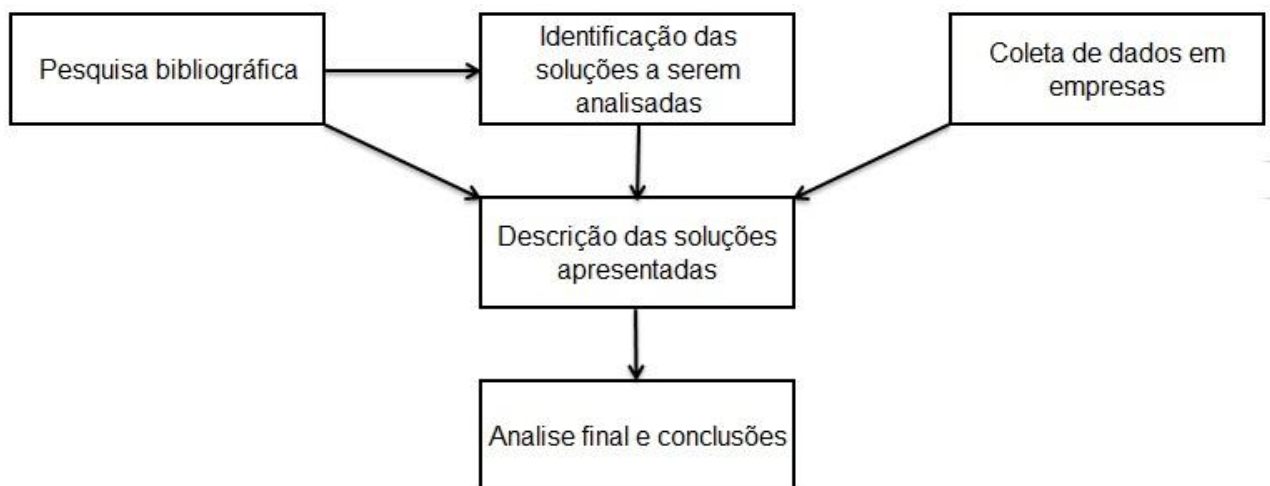 Pesquisa bibliográfica
Identificação das
soluções a serem
analisadas
Coleta de dados em
empresas
Descrição das soluções
apresentadas
Analise final e conclusões